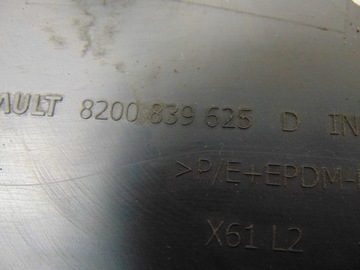 AULT 8200 839 625 D IN
>P/E+EPDM-
X61 L2